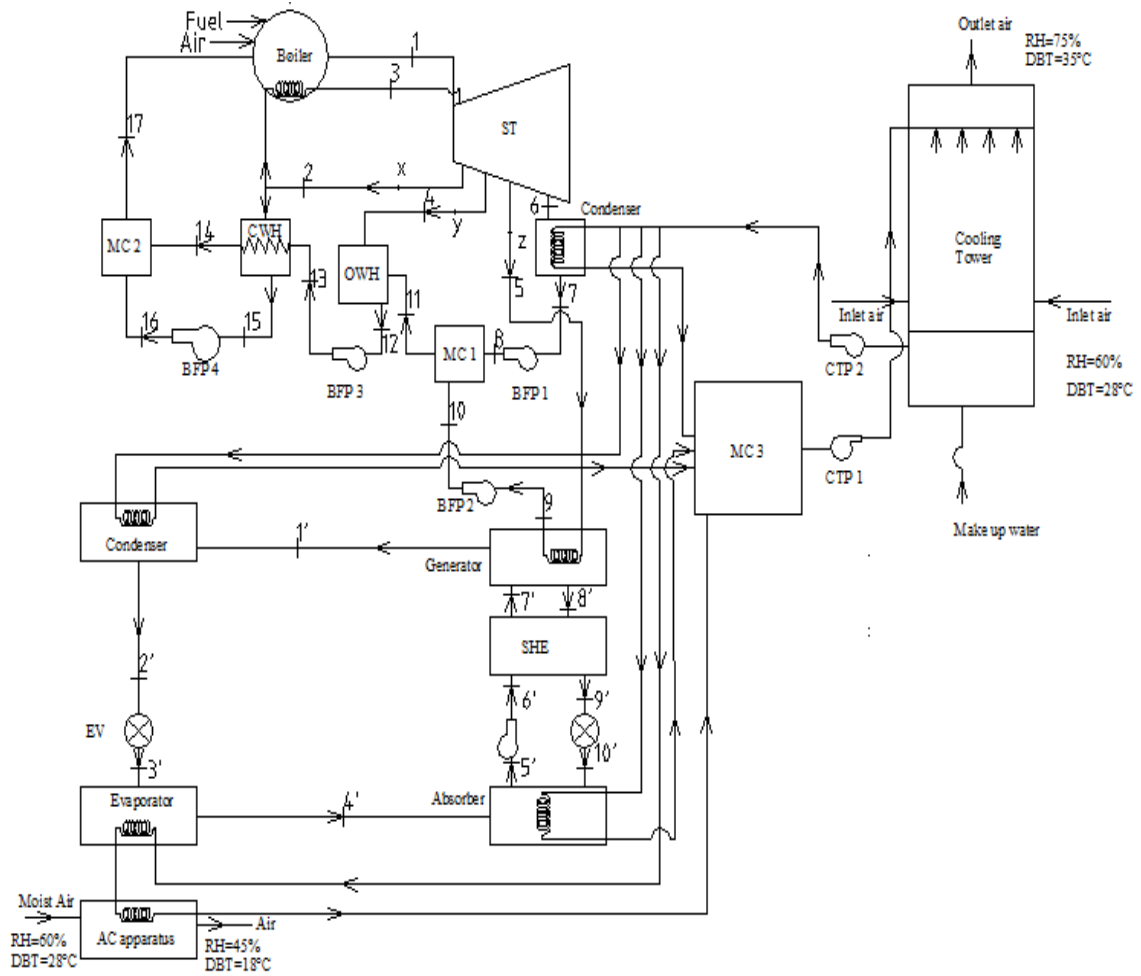 Fuel
Air
Boiler
1
3
17
ST
2
x
4
y
6
Condenser
z
5
7
MC 2
14
CWH
13
OWH
11
12
16
15
BFP 4
BFP 3
MC 1
8
BFP 1
10
BFP 2
9
Outlet air
RH=75%
DBT=35°C
Cooling
Tower
Inlet air
Inlet air
RH=60%
DBT=28°C
CTP 2
MC 3
CTP 1
Make up water
Condenser
1'
Generator
7'
8'
SHE
2'
6'
9'
EV
3'
5'
10'
Evaporator
4'
Absorber
Moist Air
RH=60%
DBT=28°C
AC apparatus
Air
RH=45%
DBT=18°C